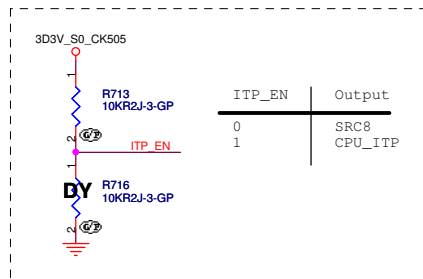 3D3V_S0_CK505
1
R713
10KR2J-3-GP
2
G/P
ITP_EN
1
DY
R716
10KR2J-3-GP
2
G/P
ITP_EN Output
0 SRC8
1 CPU_ITP